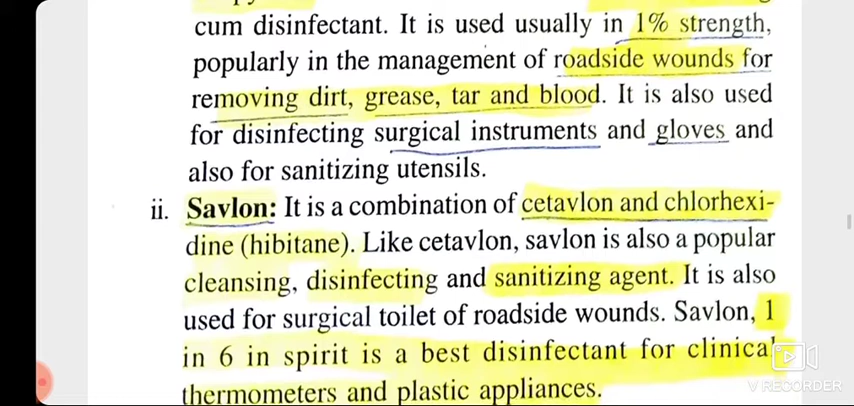 cum disinfectant. It is used usually in 1% strength,
popularly in the management of roadside wounds for
removing dirt, grease, tar and blood. It is also used
for disinfecting surgical instruments and gloves and
also for sanitizing utensils.
ii. Savlon: It is a combination of cetavlon and chlorhexi-
dine (hibitane). Like cetavlon, savlon is also a popular
cleansing, disinfecting and sanitizing agent. It is also
used for surgical toilet of roadside wounds. Savlon, 1
in 6 in spirit is a best disinfectant for clinical
thermometers and plastic appliances.
V RECORDER